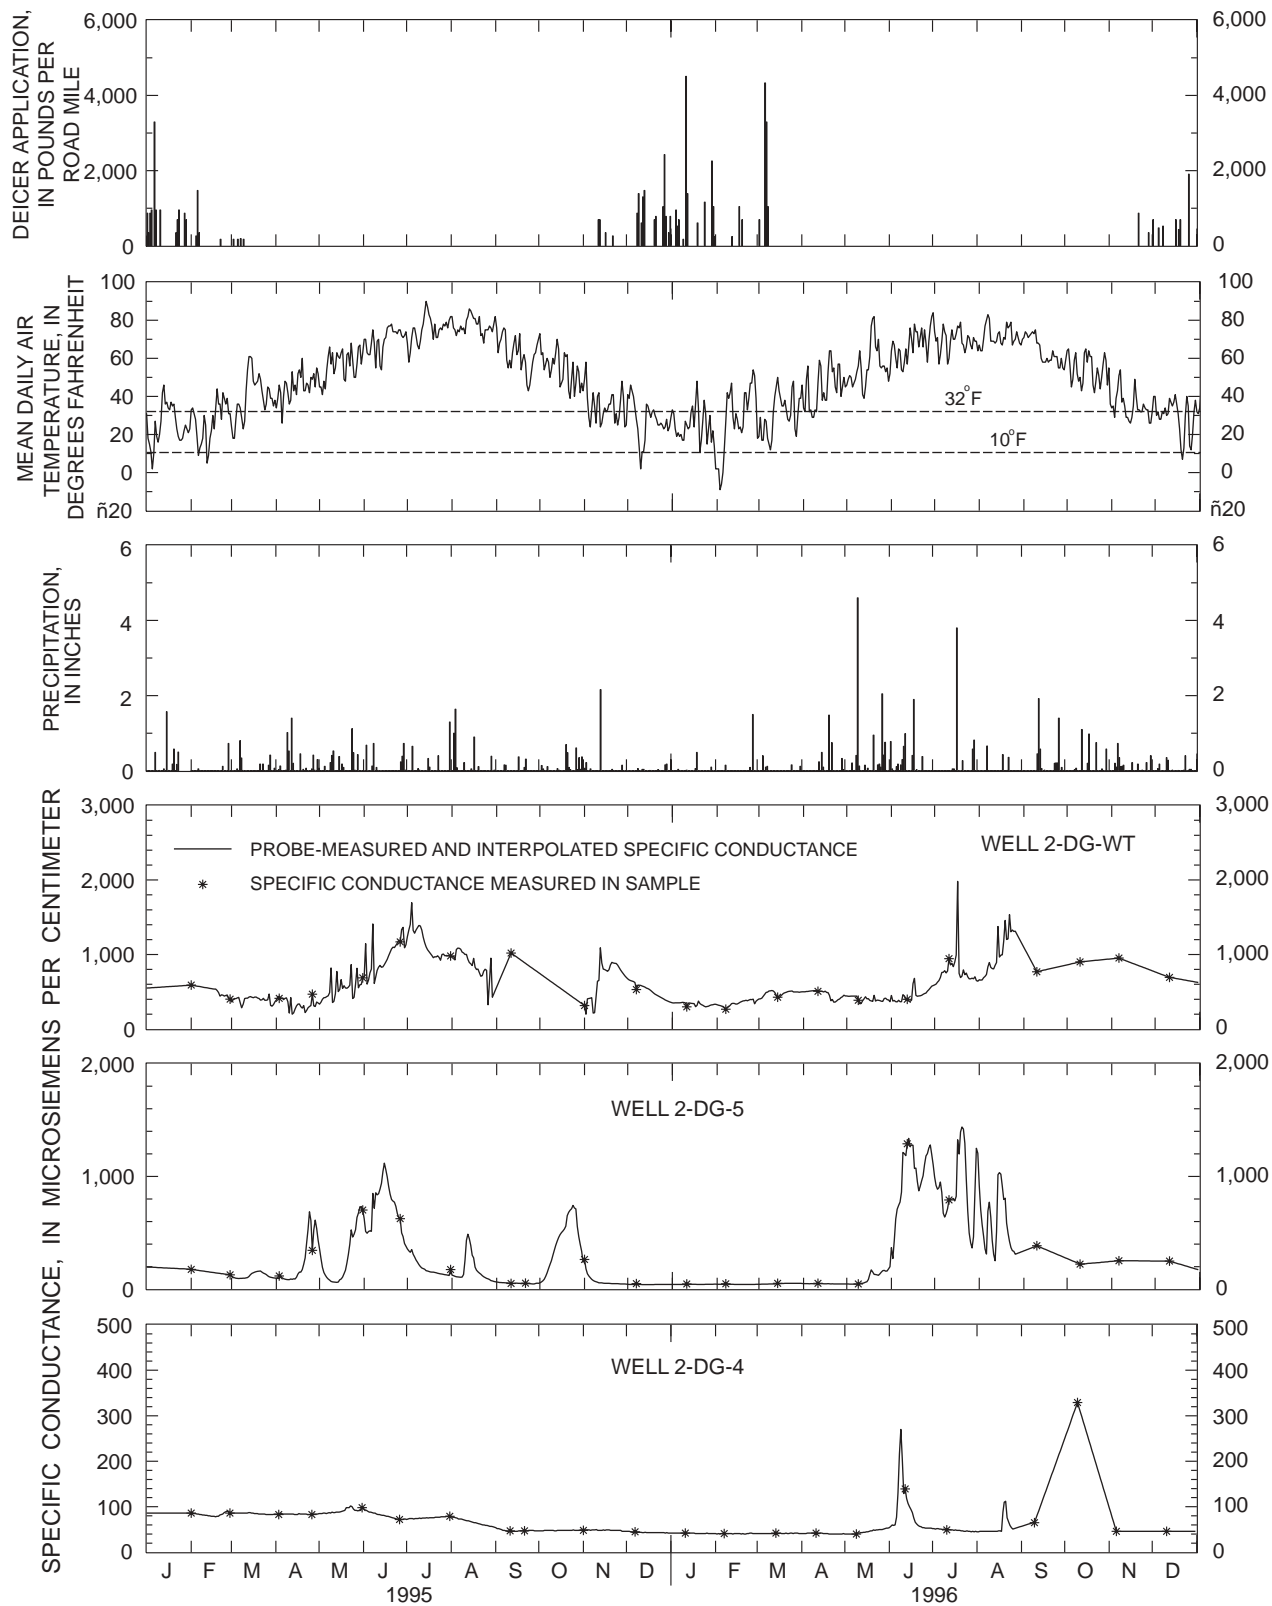 DEICER APPLICATION,
IN POUNDS PER
ROAD MILE
6,000
4,000
2,000
0
6,000
4,000
2,000
0
MEAN DAILY AIR
TEMPERATURE, IN
DEGREES FAHRENHEIT
100
80
60
40
20
0
ñ20
32°F
10°F
100
80
60
40
20
0
ñ20
PRECIPITATION,
IN INCHES
6
4
2
0
6
4
2
0
SPECIFIC CONDUCTANCE, IN MICROSIEMENS PER CENTIMETER
3,000
2,000
1,000
0
PROBE-MEASURED AND INTERPOLATED SPECIFIC CONDUCTANCE
SPECIFIC CONDUCTANCE MEASURED IN SAMPLE
WELL 2-DG-WT
3,000
2,000
1,000
0
2,000
1,000
0
WELL 2-DG-5
2,000
1,000
0
500
400
300
200
100
0
WELL 2-DG-4
500
400
300
200
100
0
J F M A M J J A S O N D J F M A M J J A S O N D
1995 1996